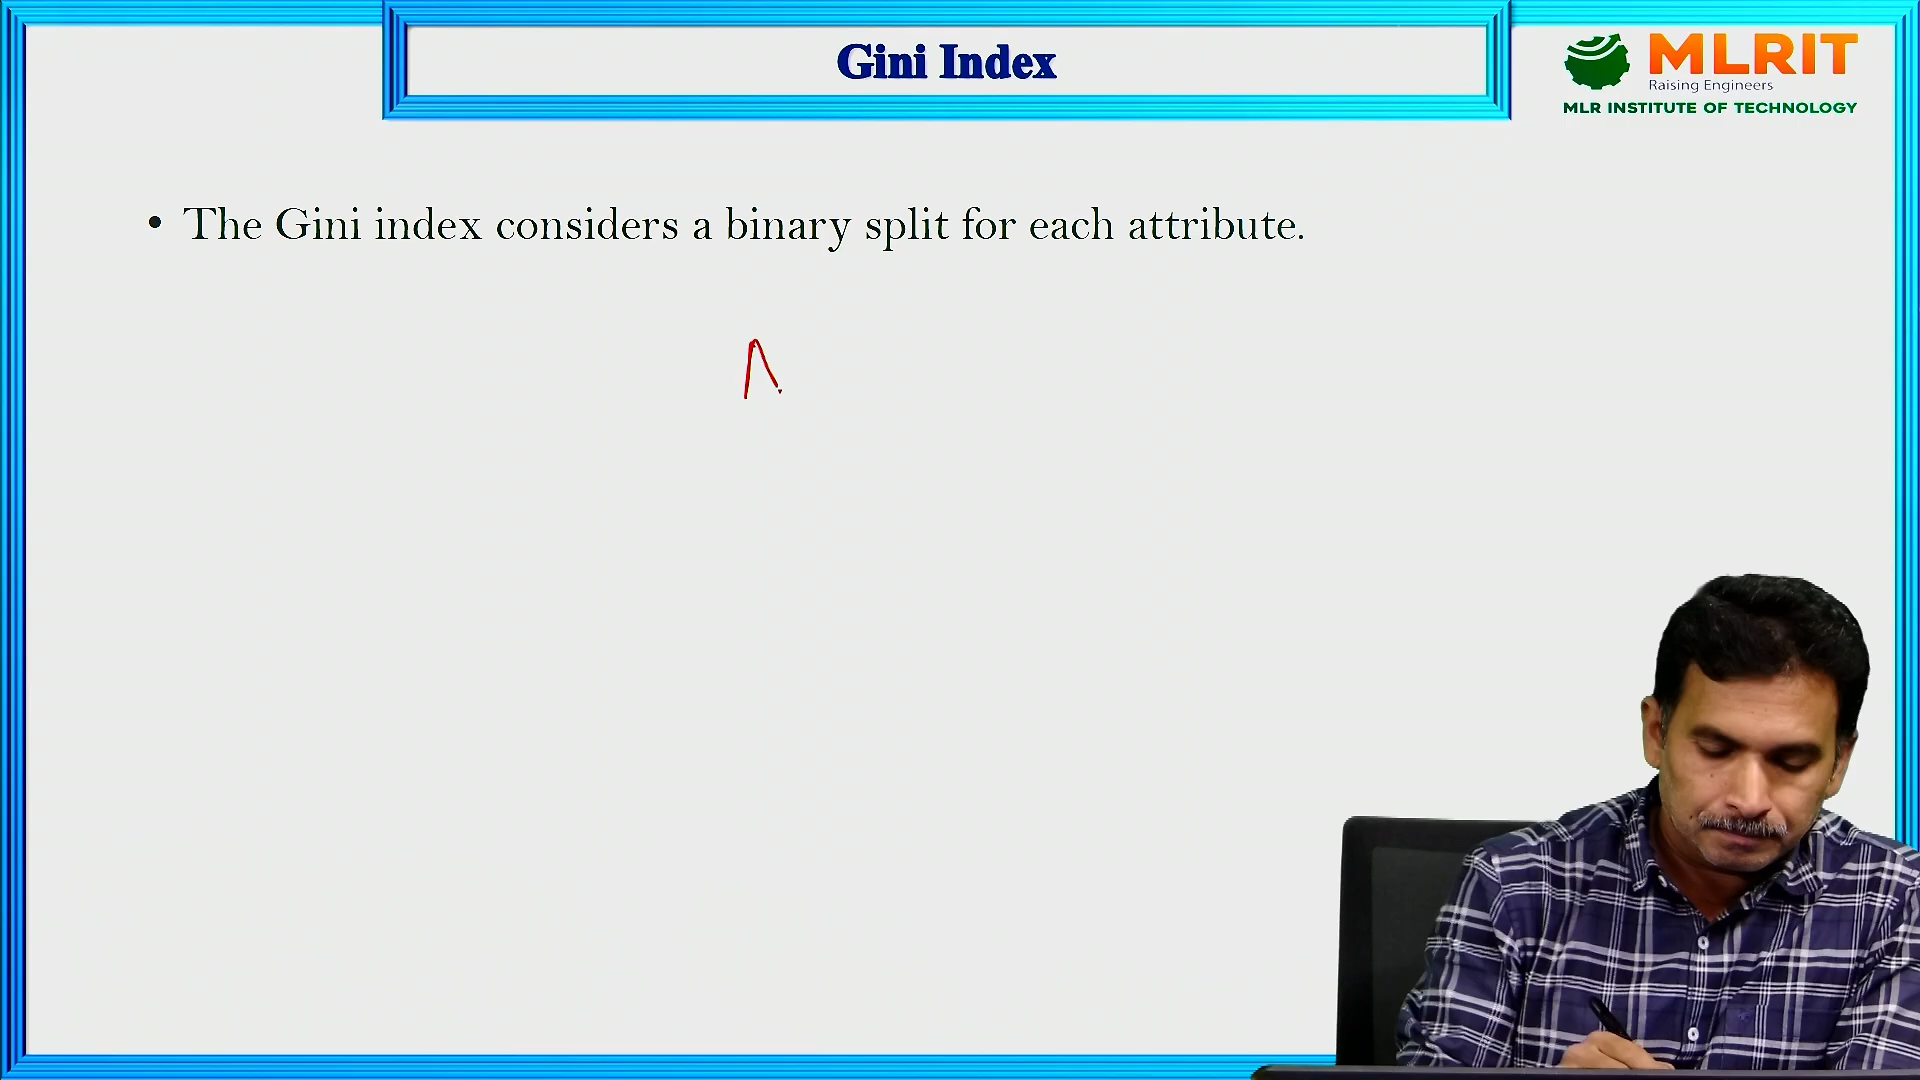 Gini Index
MLRIT
Raising Engineers
MLR INSTITUTE OF TECHNOLOGY
• The Gini index considers a binary split for each attribute.